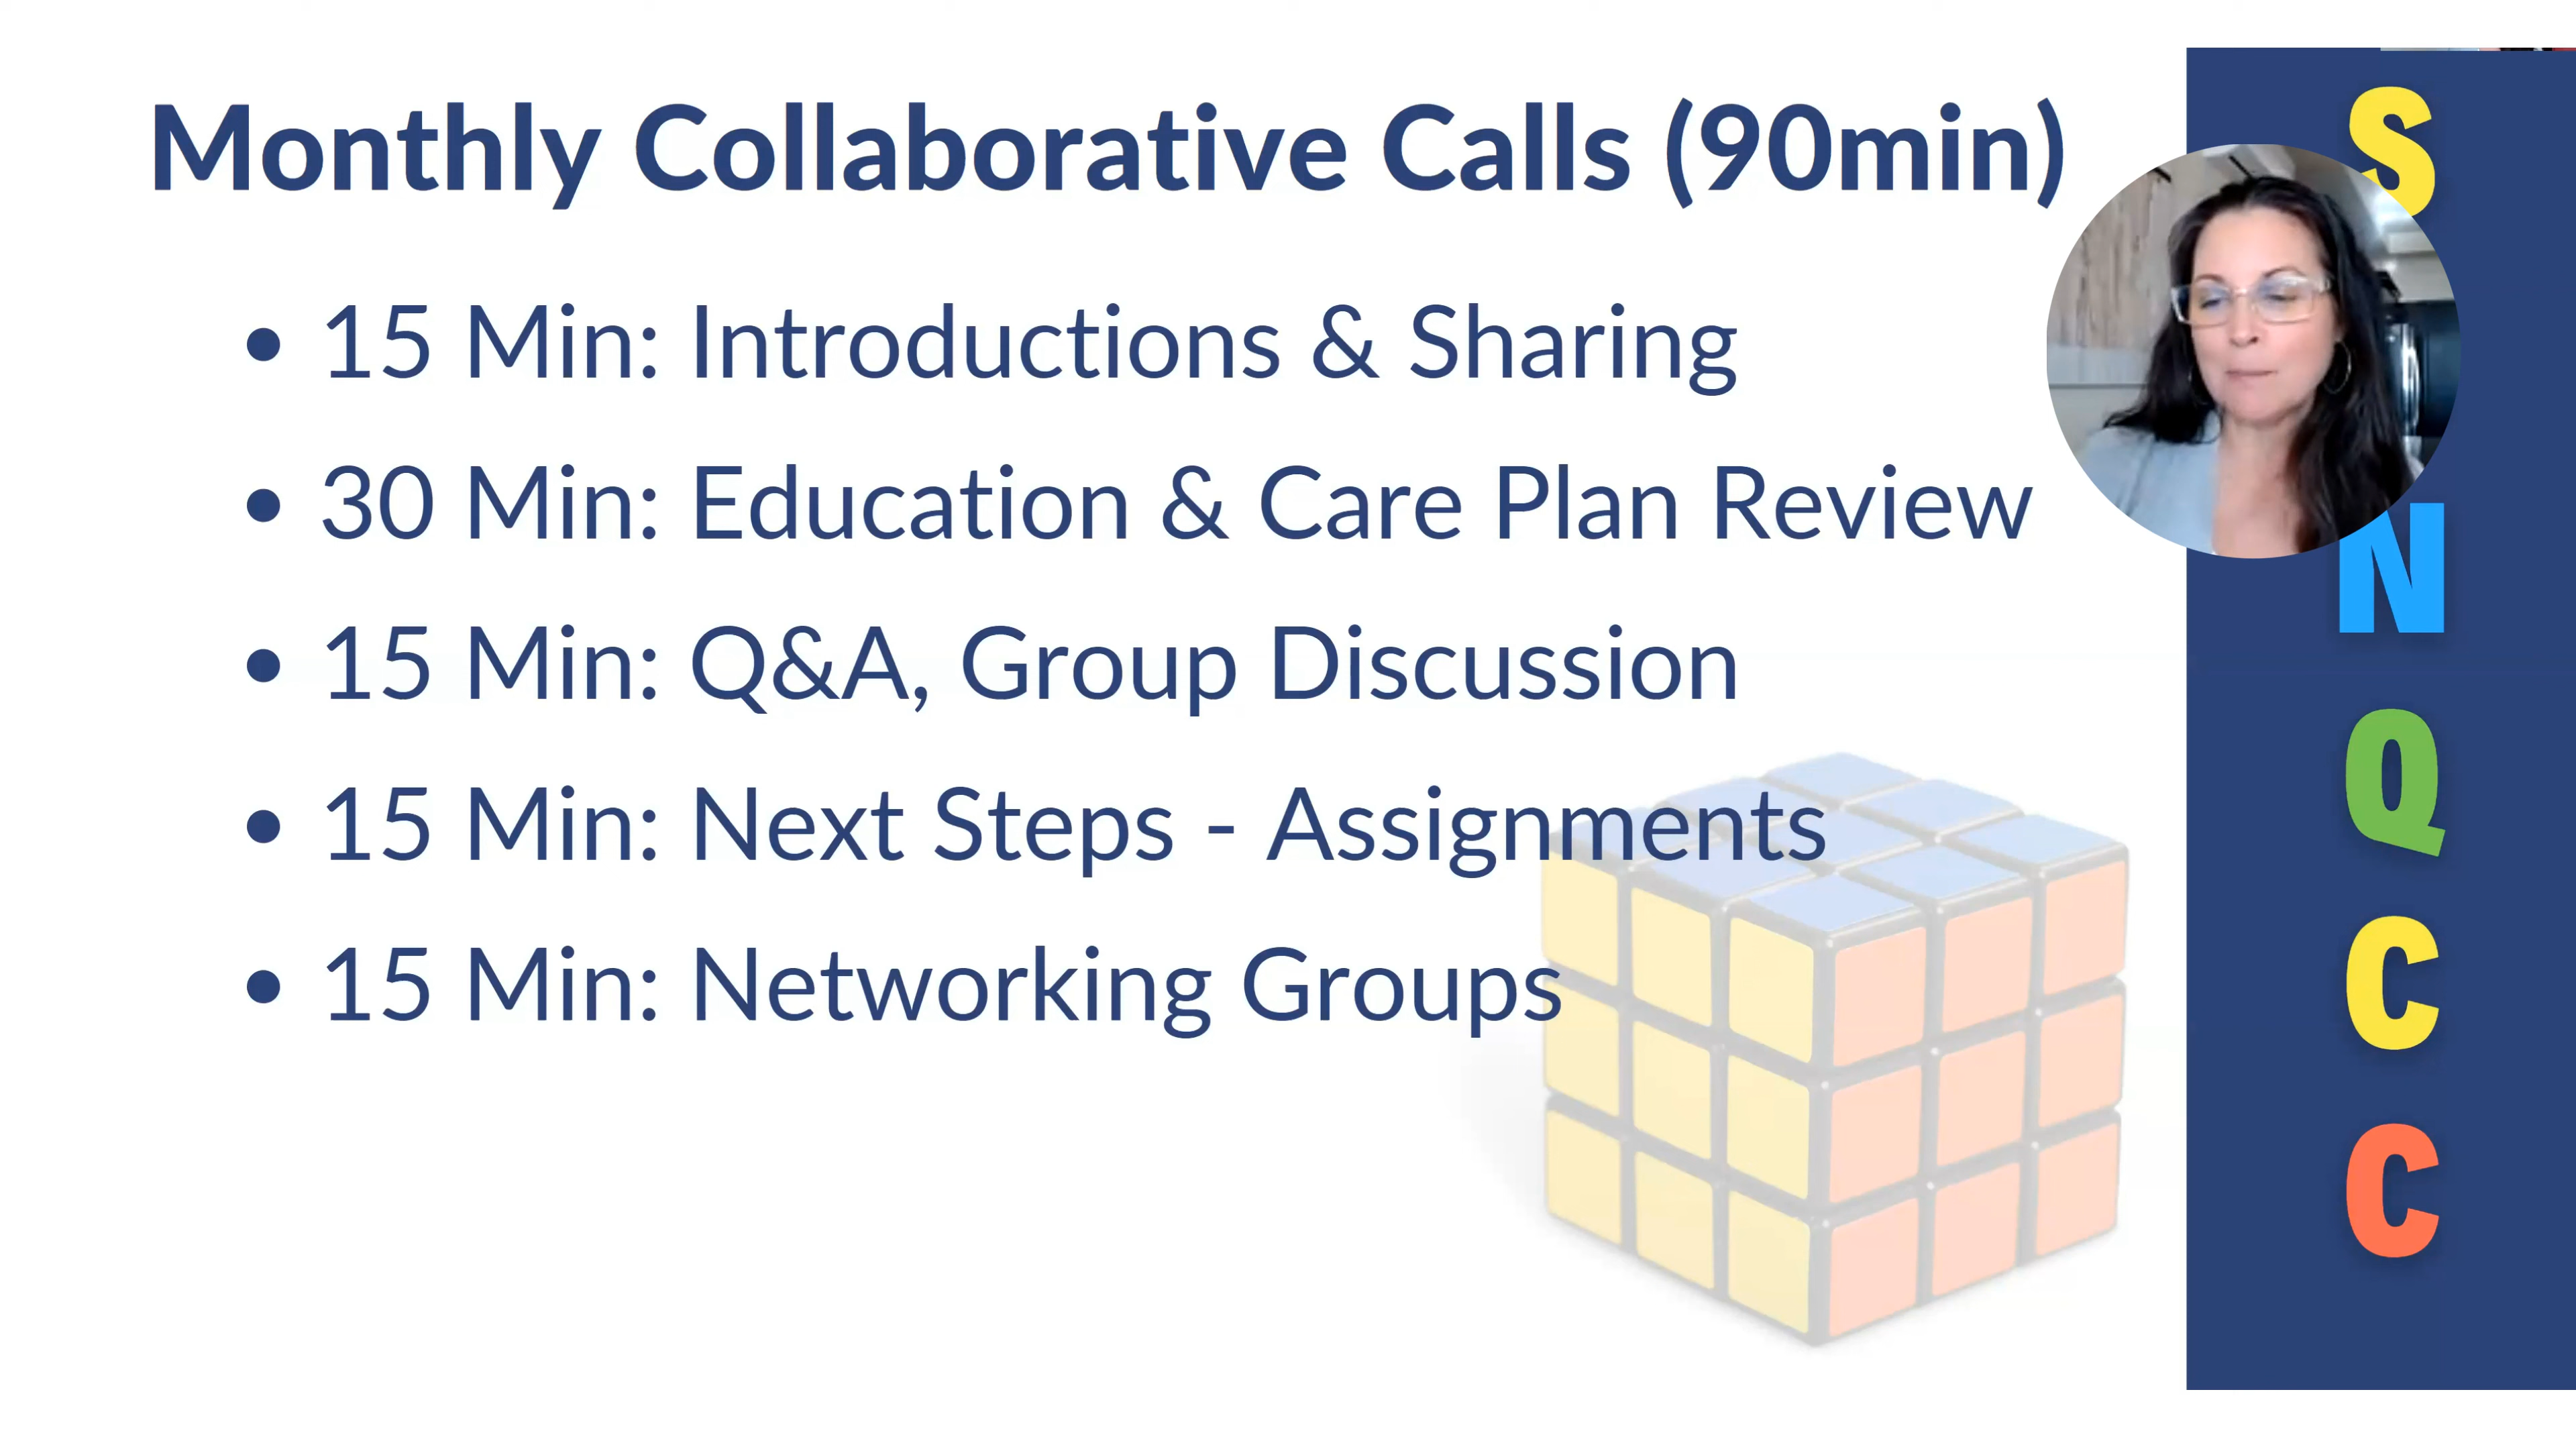 Monthly Collaborative Calls (90min)
• 15 Min: Introductions & Sharing
• 30 Min: Education & Care Plan Review
• 15 Min: Q&A, Group Discussion
• 15 Min: Next Steps - Assignments
• 15 Min: Networking Groups
S
N
Q
C
C